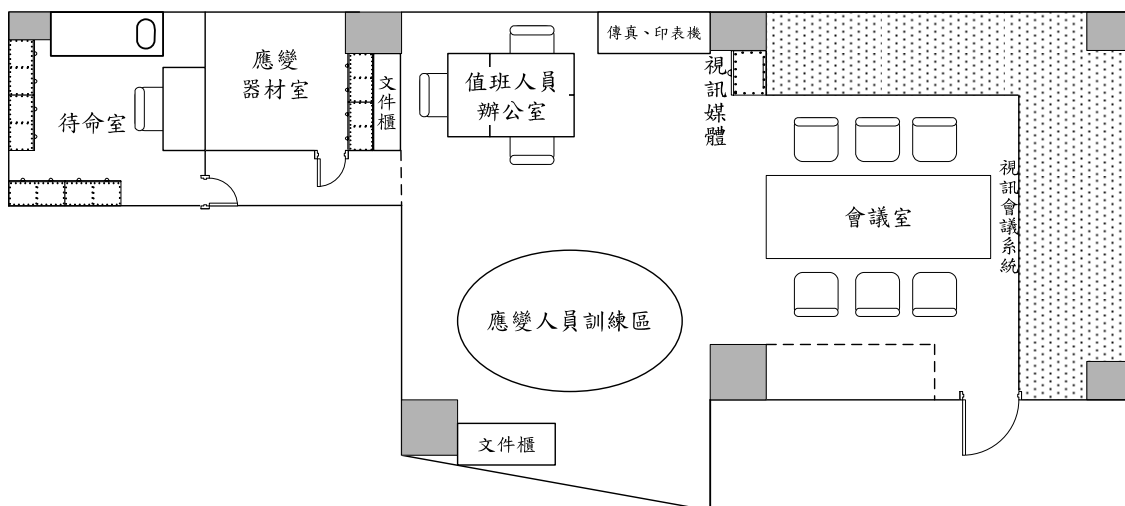 傳真、印表機
應變
器材室
文件櫃
值班人員
辦公室
視訊媒體
待命室
視訊會議系統
會議室
應變人員訓練區
文件櫃